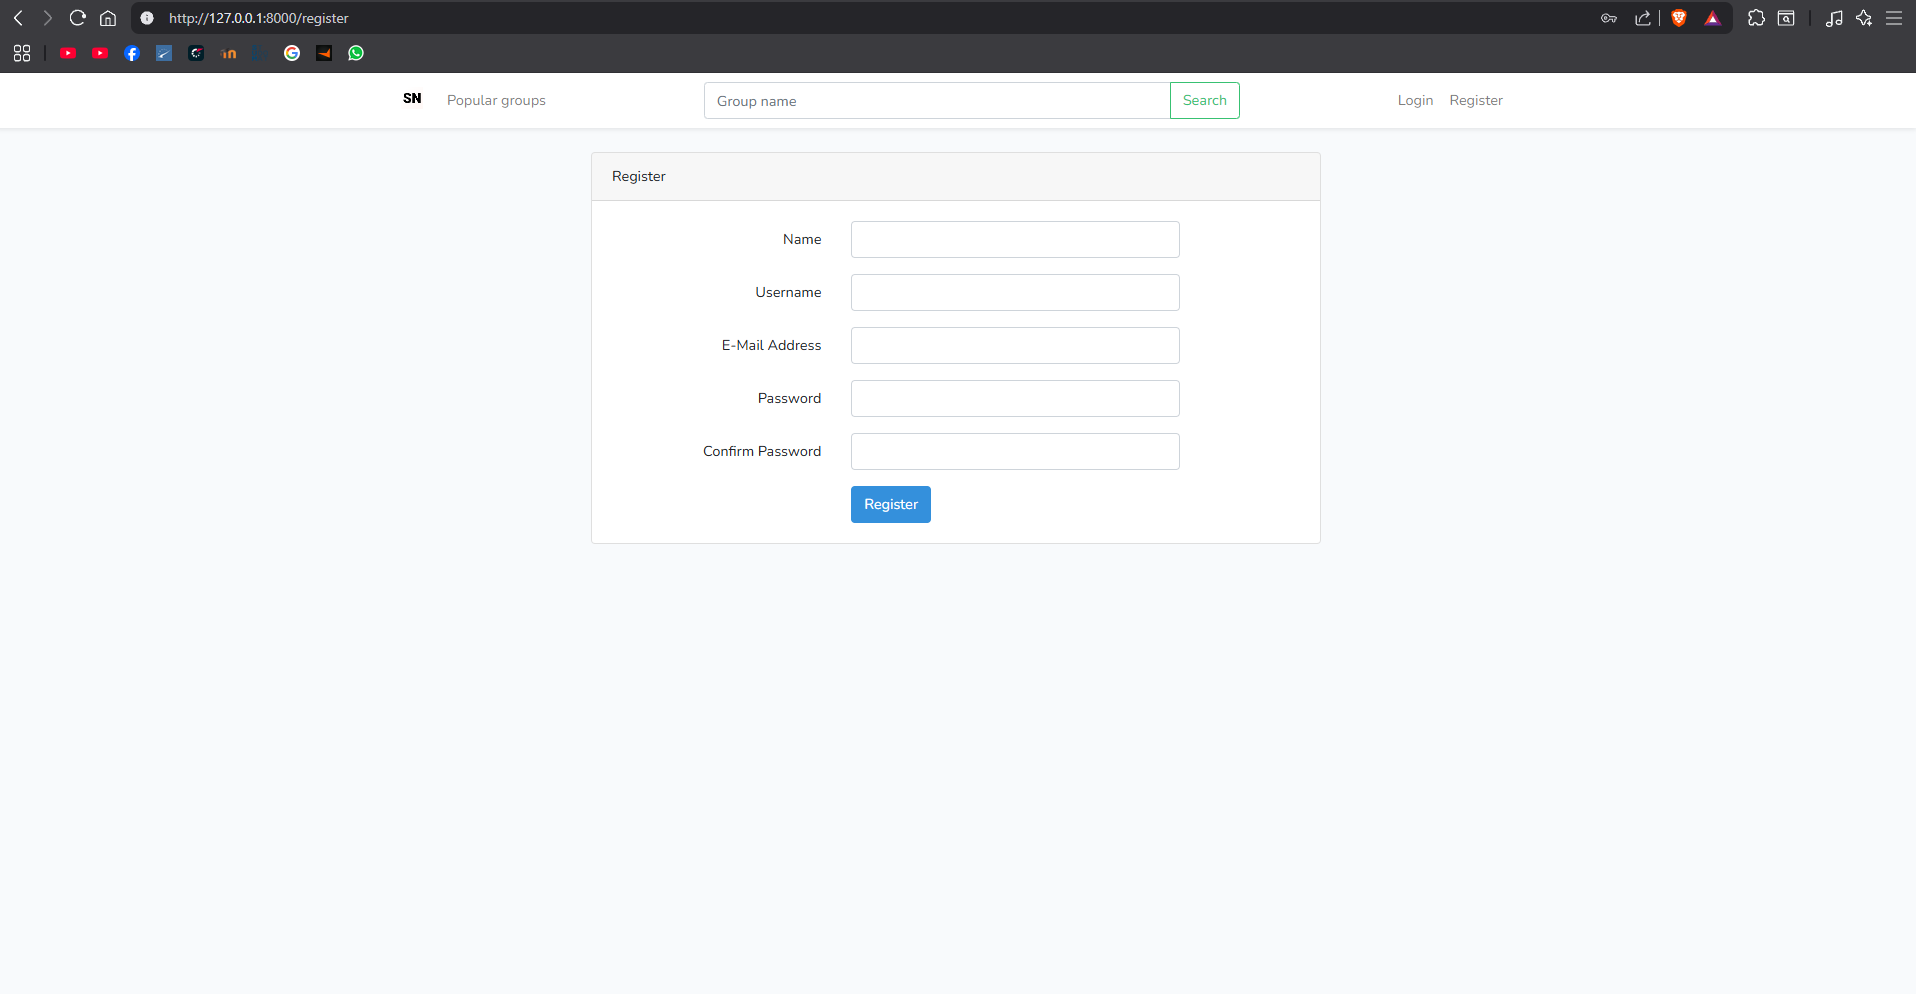 http://127.0.0.1:8000/register
SN
Popular groups
Group name
Search
Login
Register
Register
Name
Username
E-Mail Address
Password
Confirm Password
Register